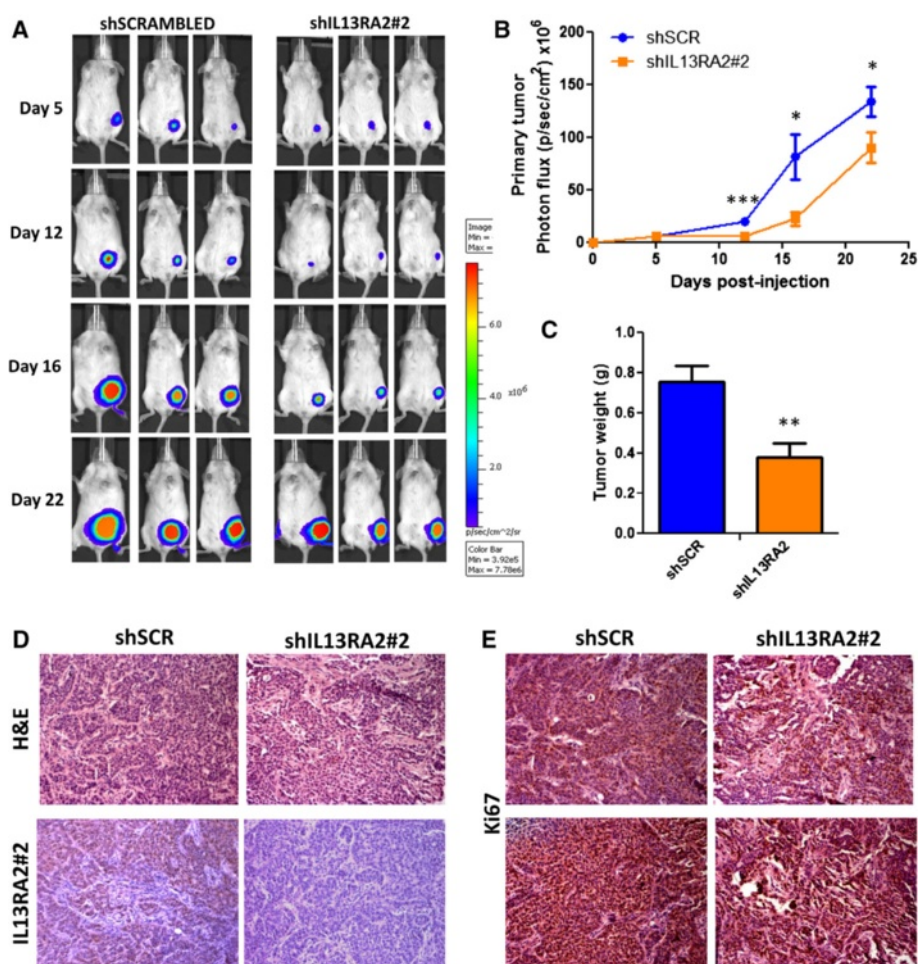 A
shSCRAMBLED
shIL13RA2#2
Day 5
Day 12
Day 16
Day 22
Image
Min =
Max =
6.0
4.0
x10⁶
2.0
p/sec/cm^2/sr
Color Bar
Min = 3.92e5
Max = 7.78e6
B
shSCR
shIL13RA2#2
Primary tumor
Photon flux (p/sec/cm²) x10⁶
200
150
100
50
0
***
*
*
0
5
10
15
20
25
Days post-injection
C
Tumor weight (g)
1.0
0.8
0.6
0.4
0.2
0.0
**
shSCR
shIL13RA2
D
shSCR
shIL13RA2#2
H&E
IL13RA2#2
E
shSCR
shIL13RA2#2
Ki67